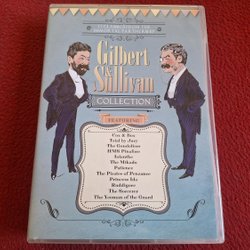 Gilbert
&
Sullivan
COLLECTION
FEATURING
Cox & Box
Trial by Jury
The Gondoliers
HMS Pinafore
Iolanthe
The Mikado
Patience
The Pirates of Penzance
Princess Ida
Ruddigore
The Sorcerer
The Yeoman of the Guard